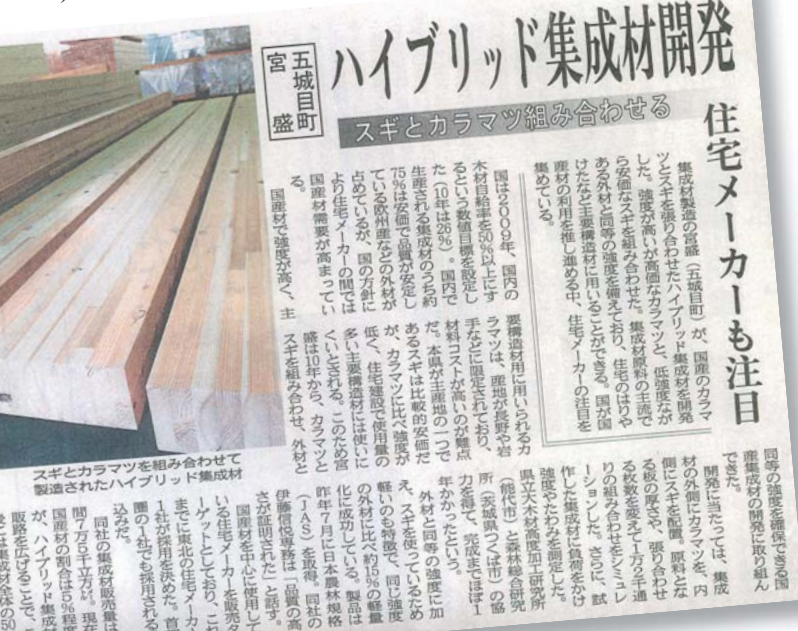 ハイブリッド集成材開発
五城目町
宮盛
スギとカラマツ組み合わせる
住宅メーカーも注目
集成材製造の宮盛（五城目町）が、国産のカラマ
ツとスギを張り合わせたハイブリッド集成材を開発
した。強度が高いが高価なカラマツと、低強度なが
ら安価なスギを組み合わせた。集成材原料の主流で
ある外材と同等の強度を備えており、住宅のはりや
けたなど主要構造材に用いることができる。国が国
産材の利用を推し進める中、住宅メーカーの注目を
集めている。
国は2009年、国内の
木材自給率を50％以上にす
るという数値目標を設定し
た（10年は26％）。国内で
生産される集成材のうち約
75％は安価で品質が安定し
ている欧州産などの外材が
占めているが、国の方針に
より住宅メーカーの間では
国産材需要が高まってい
る。
国産材で強度が高く、主
要構造材用に用いられるカ
ラマツは、産地が長野や岩
手などに限定されており、
材料コストが高いのが難点
だ。本県が主産地の一つで
あるスギは比較的安価だ
が、カラマツに比べ強度が
低く、住宅建設で使用量の
多い主要構造材には使いに
くいとされる。このため宮
盛は10年から、カラマツと
スギを組み合わせ、外材と
同等の強度を確保できる国
産集成材の開発に取り組ん
できた。
開発に当たっては、集成
材の外側にカラマツを、内
側にスギを配置。原料とな
る板の厚さや、張り合わせ
る枚数を変えて1万2千通
りの組み合わせをシミュレ
ーションした。さらに、試
作した集成材に負荷をかけ
強度やたわみを測定した。
県立大木材高度加工研究所
（能代市）と森林総合研究
所（茨城県つくば市）の協
力を得て、完成までほぼ1
年かかったという。
外材と同等の強度に加
え、スギを使っているため
軽いのも特徴で、同じ強度
の外材に比べ約15％の軽量
化に成功している。製品は
昨年7月に日本農林規格
（JAS）を取得。同社の
伊藤信悦専務は「品質の高
さが証明された」と話す。
国産材を中心に使用して
いる住宅メーカーを販売タ
ーゲットとしており、これ
までに東北の住宅メーカー
1社が採用を決めた。首
圏の1社でも採用される
込みだ。
同社の集成材販売量は
間7万5千立方㍍。現在
国産材の割合は5％程度
が、ハイブリッド集成材
販路を広げることで、
後には集成材全体の50
スギとカラマツを組み合わせて
製造されたハイブリッド集成材